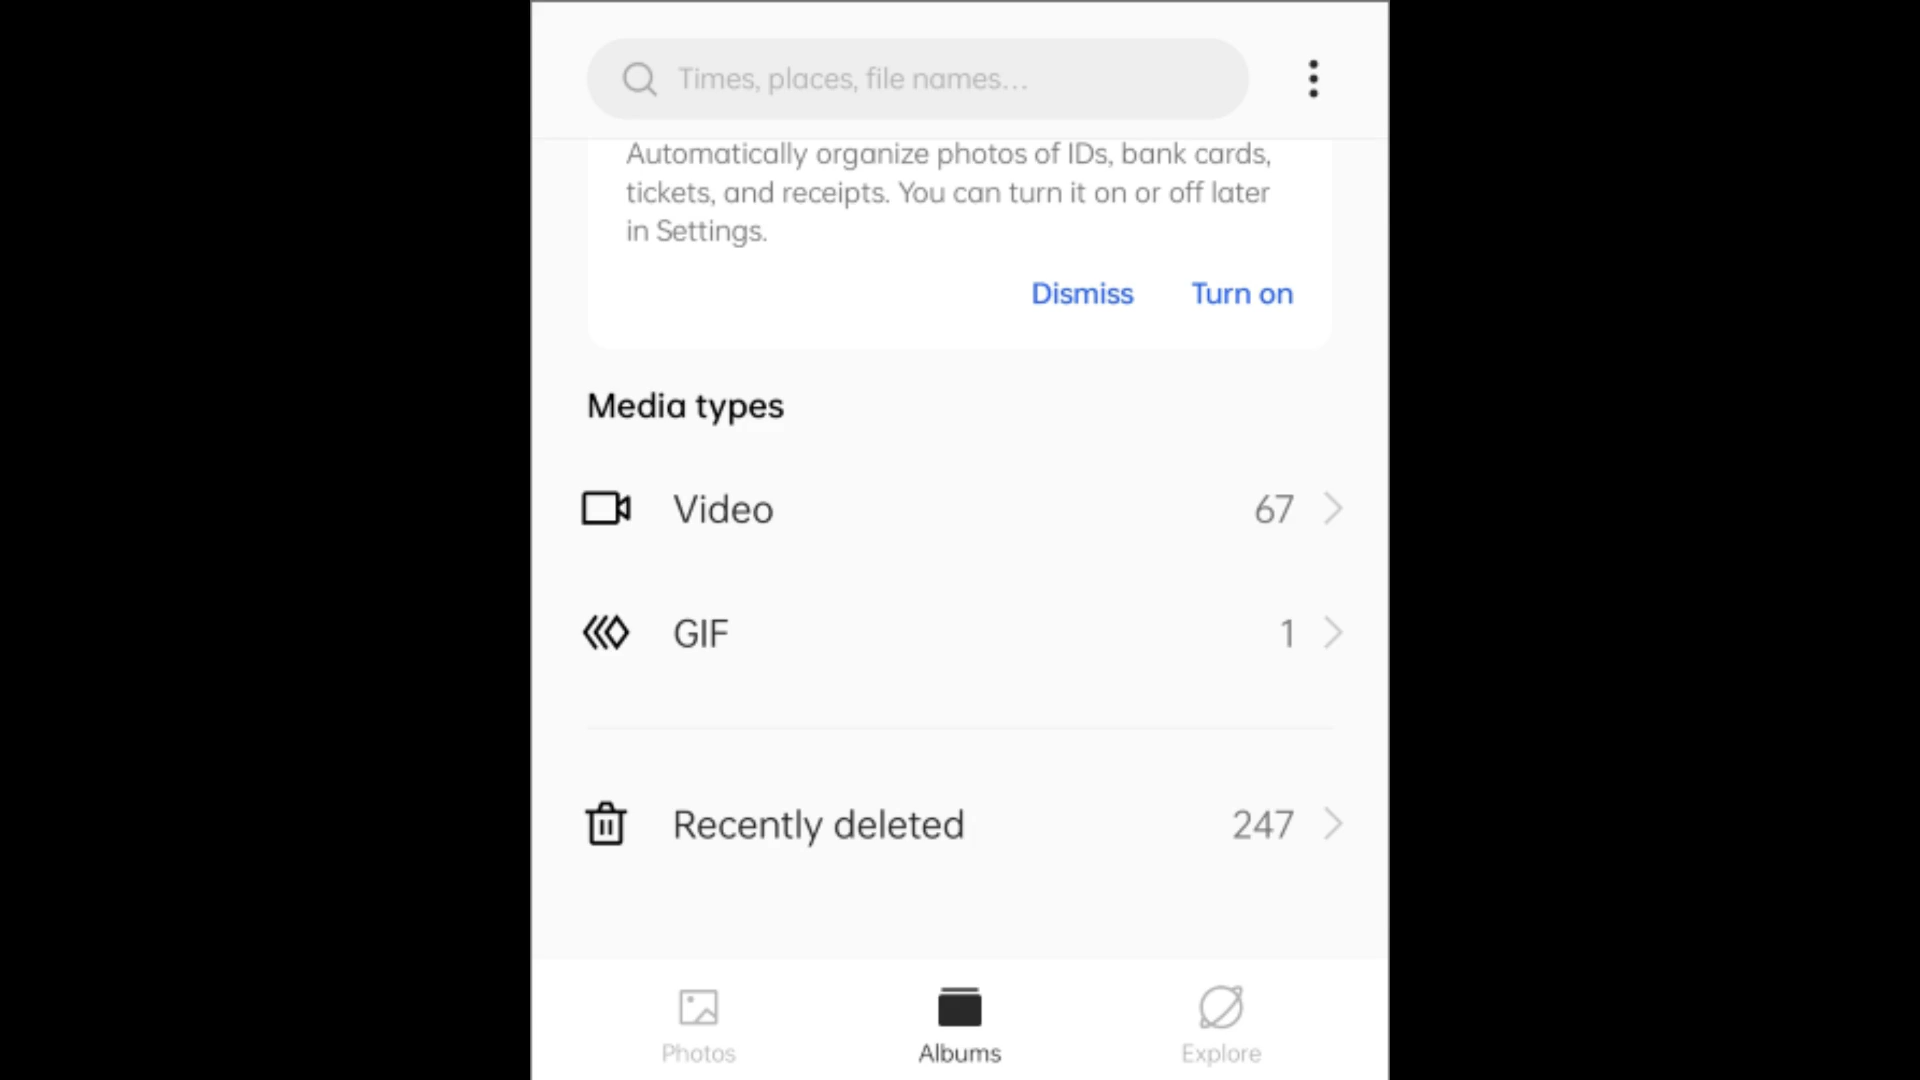 Times, places, file names...
Automatically organize photos of IDs, bank cards,
tickets, and receipts. You can turn it on or off later
in Settings.
Dismiss Turn on
Media types
Video 67
GIF 1
Recently deleted 247
Photos Albums Explore